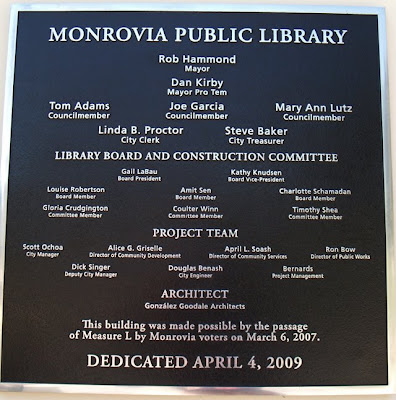 MONROVIA PUBLIC LIBRARY
Rob Hammond
Mayor
Dan Kirby
Mayor Pro Tem
Tom Adams Joe Garcia Mary Ann Lutz
Councilmember Councilmember Councilmember
Linda B. Proctor Steve Baker
City Clerk City Treasurer
LIBRARY BOARD AND CONSTRUCTION COMMITTEE
Gail LaBau Kathy Knudsen
Board President Board Vice-President
Louise Robertson Amit Sen Charlotte Schamadan
Board Member Board Member Board Member
Gloria Crudgington Coulter Winn Timothy Shea
Committee Member Committee Member Committee Member
PROJECT TEAM
Scott Ochoa Alice G. Griselle April L. Soash Ron Bow
City Manager Director of Community Development Director of Community Services Director of Public Works
Dick Singer Douglas Benash Bernards
Deputy City Manager City Engineer Project Management
ARCHITECT
González Goodale Architects
This building was made possible by the passage
of Measure L by Monrovia voters on March 6, 2007.
DEDICATED APRIL 4, 2009